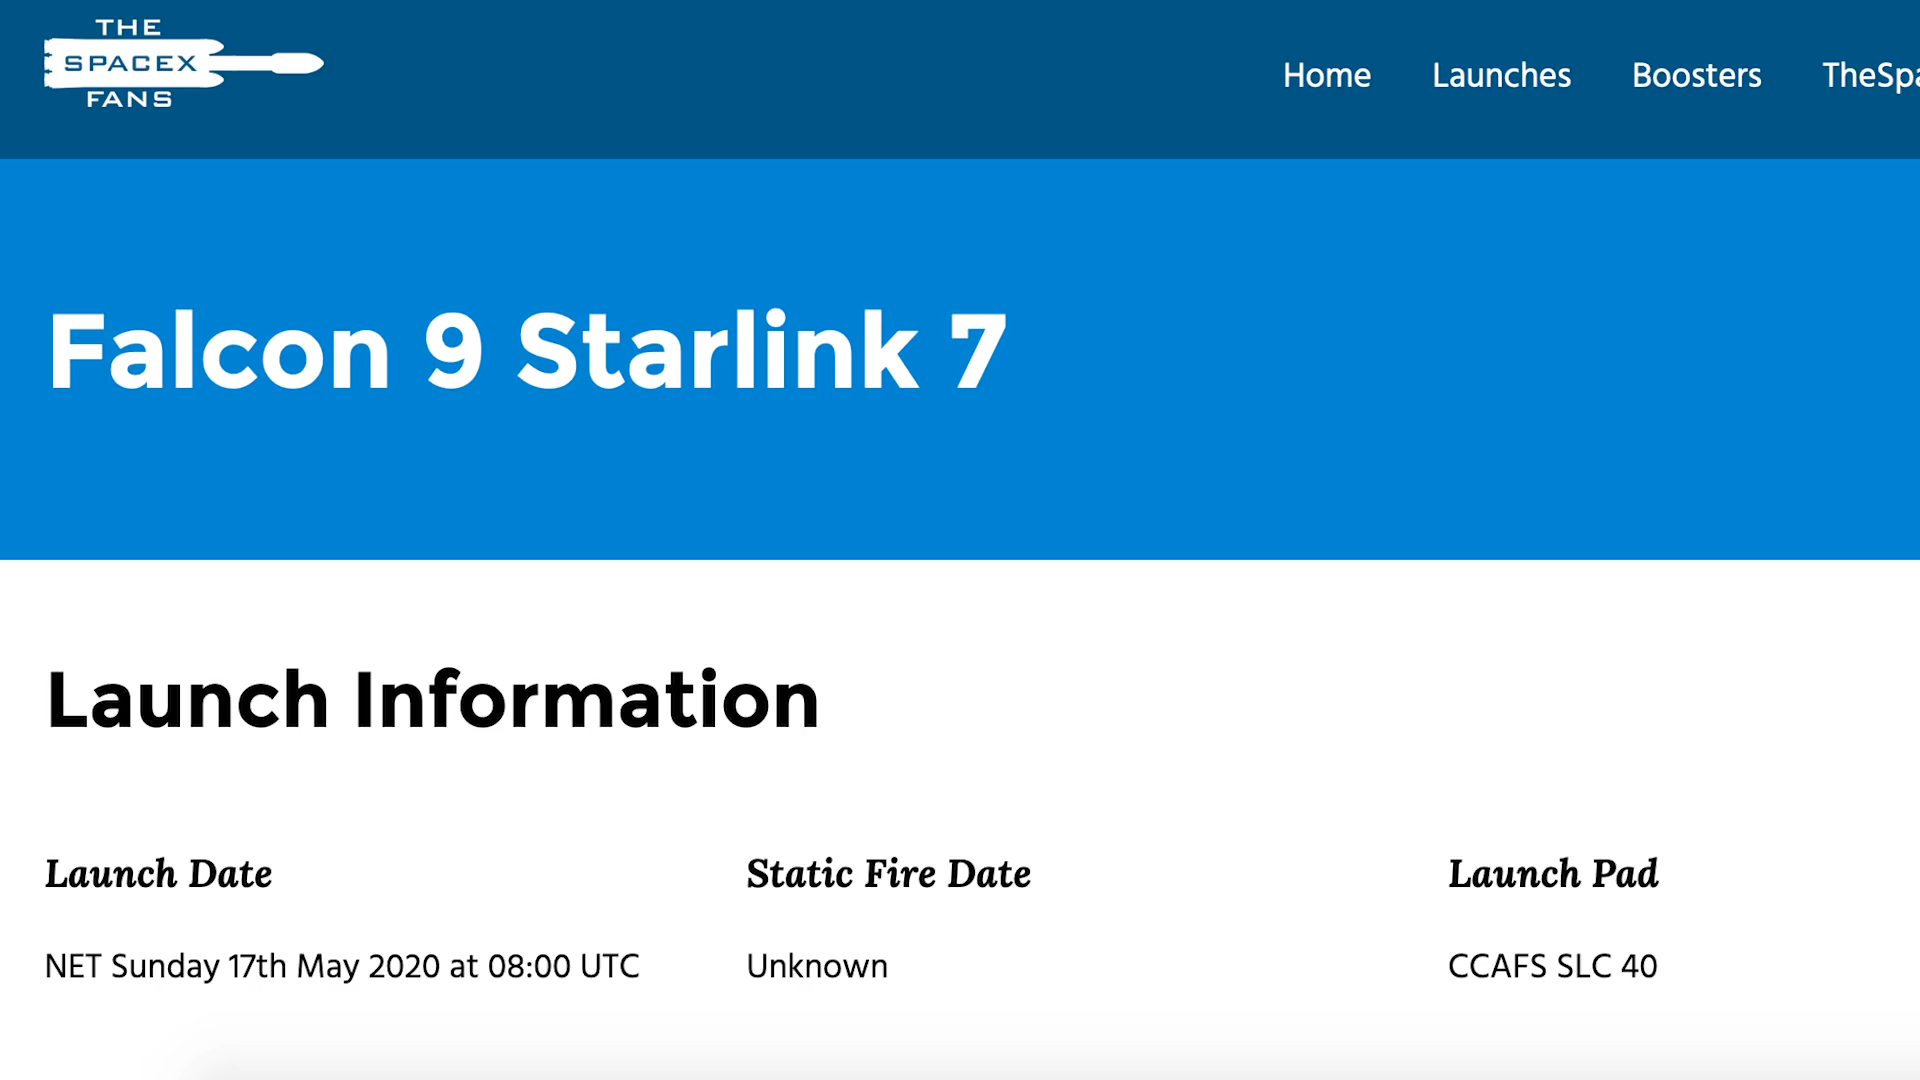 THE
SPACEX
FANS
Home Launches Boosters TheSpa
Falcon 9 Starlink 7
Launch Information
Launch Date Static Fire Date Launch Pad
NET Sunday 17th May 2020 at 08:00 UTC Unknown CCAFS SLC 40